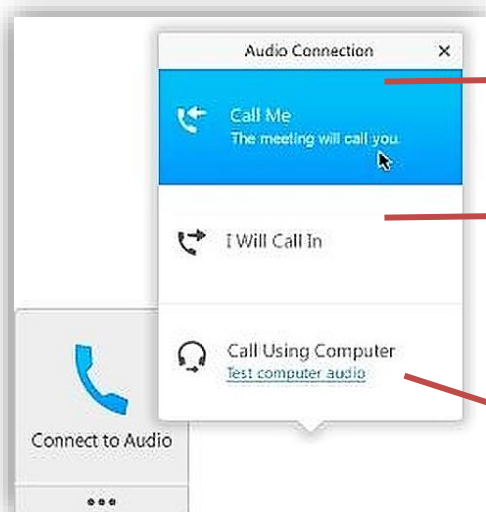 Audio Connection
Call Me
The meeting will call you.
I Will Call In
Call Using Computer
Test computer audio
Connect to Audio